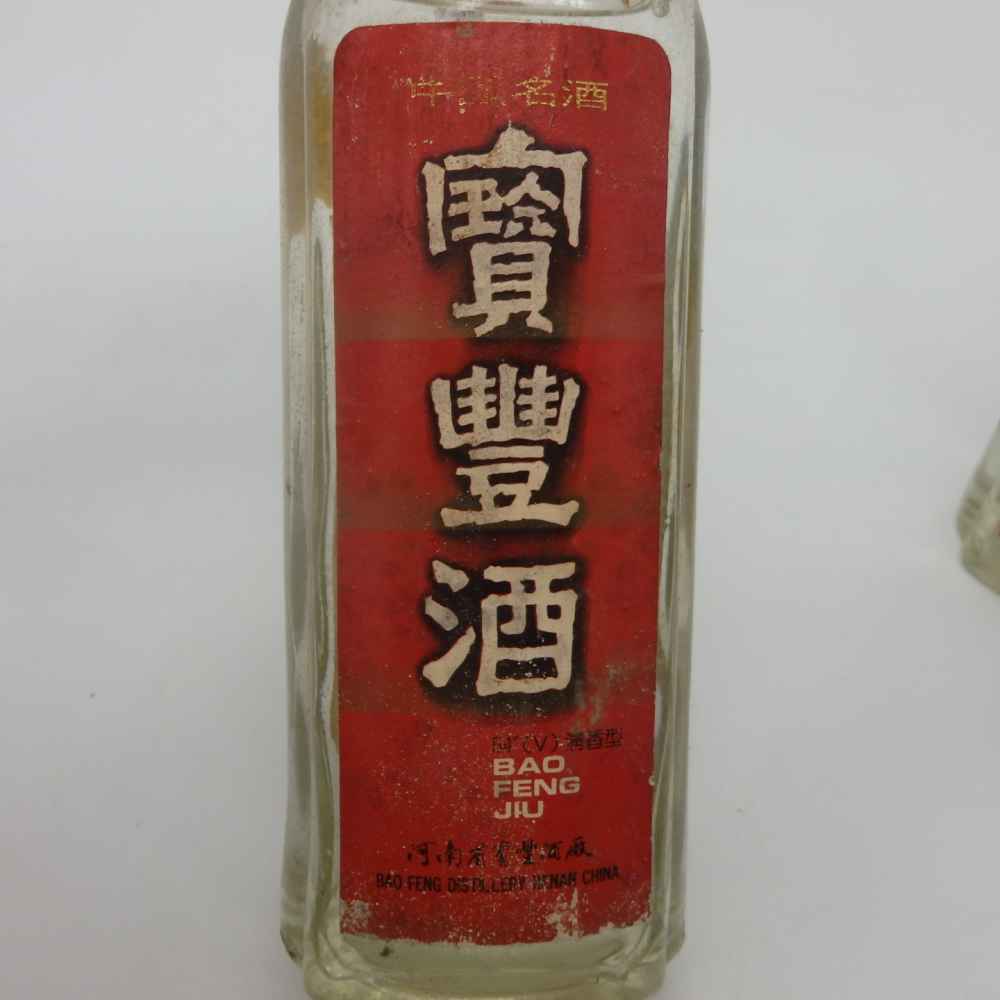 名酒
寶豐酒
(V)清香型
BAO
FENG
JIU
河南省寶豐酒廠
BAO FENG DISTILLERY HENAN CHINA